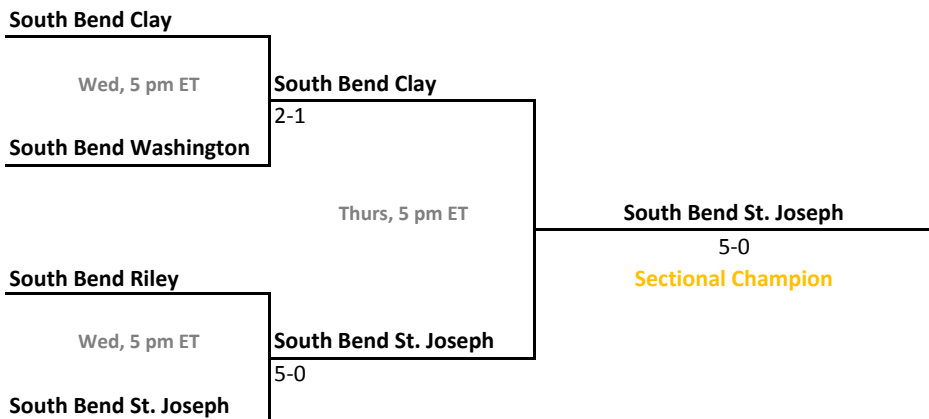 South Bend Clay
Wed, 5 pm ET
South Bend Clay
2-1
South Bend Washington
Thurs, 5 pm ET
South Bend St. Joseph
5-0
Sectional Champion
South Bend Riley
Wed, 5 pm ET
South Bend St. Joseph
5-0
South Bend St. Joseph